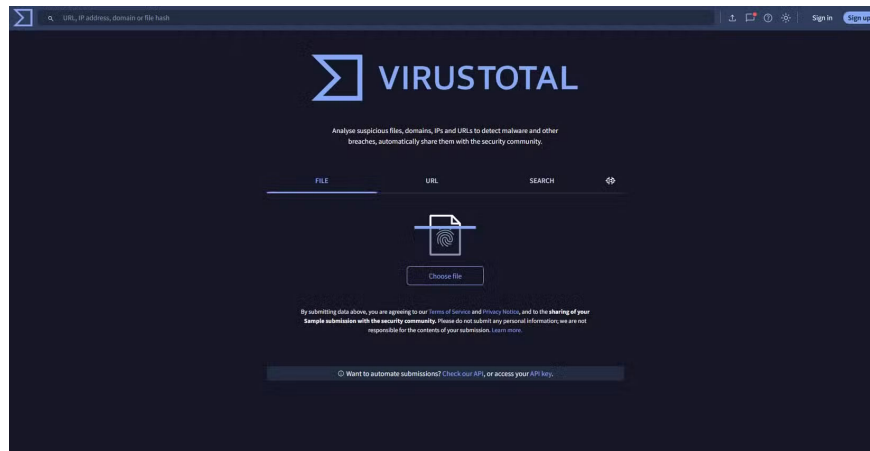 URL, IP address, domain or file hash
Sign in
Sign up
VIRUSTOTAL
Analyse suspicious files, domains, IPs and URLs to detect malware and other
breaches, automatically share them with the security community.
FILE
URL
SEARCH
Choose file
By submitting data above, you are agreeing to our Terms of Service and Privacy Notice, and to the sharing of your
Sample submission with the security community. Please do not submit any personal information; we are not
responsible for the contents of your submission. Learn more.
Want to automate submissions? Check our API, or access your API key.